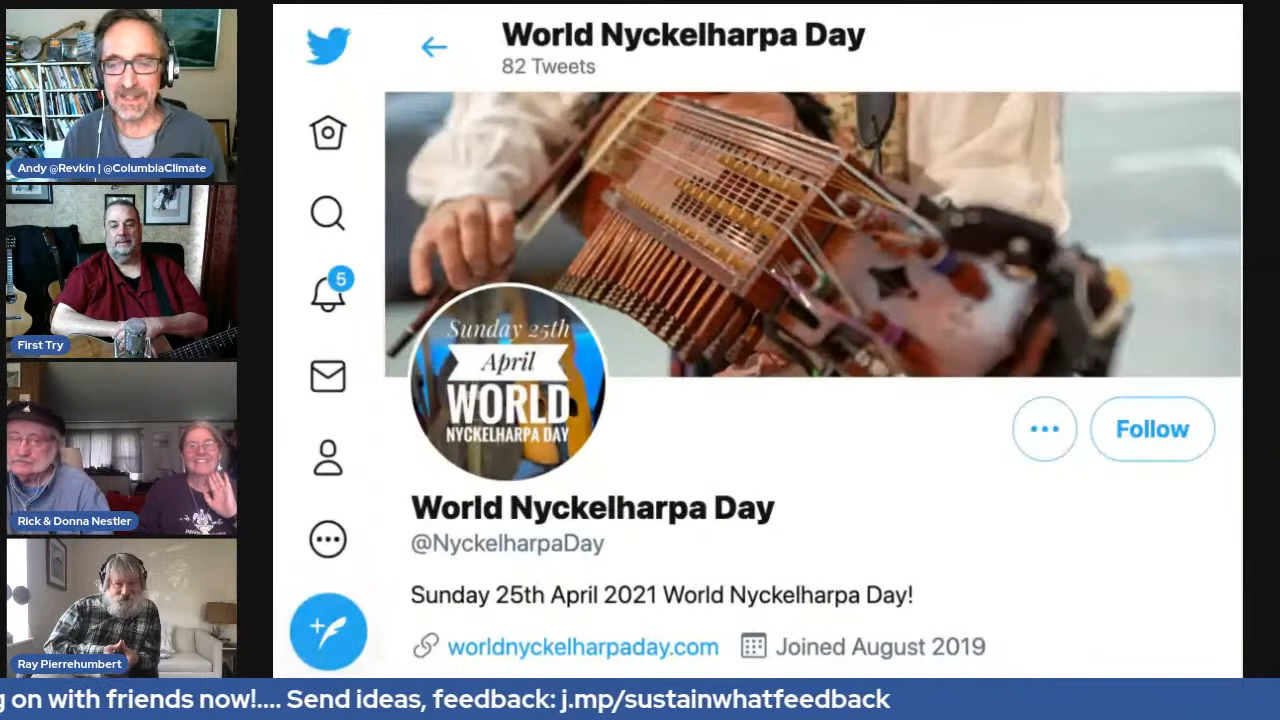 Andy @Revkin | @ColumbiaClimate
First Try
Rick & Donna Nestler
Ray Pierrehumbert
World Nyckelharpa Day
82 Tweets
5
Sunday 25th
April
WORLD
NYCKELHARPA DAY
Follow
World Nyckelharpa Day
@NyckelharpaDay
Sunday 25th April 2021 World Nyckelharpa Day!
worldnyckelharpaday.com Joined August 2019
on with friends now!.... Send ideas, feedback: j.mp/sustainwhatfeedback